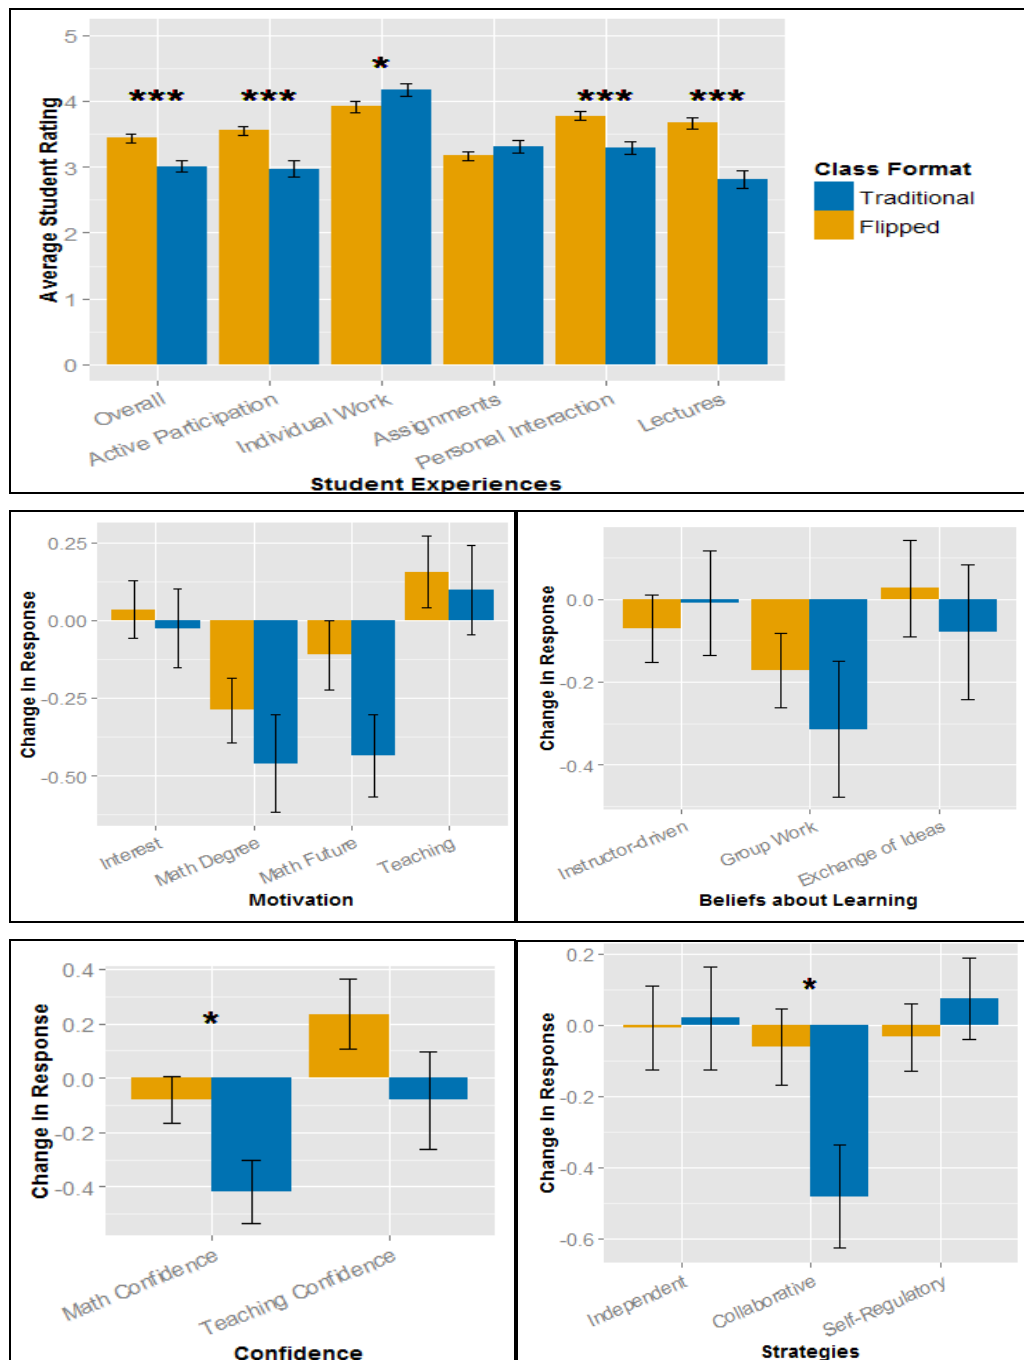 5
4
3
2
1
0
Average Student Rating
***
***
*
***
***
Overall
Active Participation
Individual Work
Assignments
Personal Interaction
Lectures
Student Experiences
Class Format
Traditional
Flipped
0.25
0.00
-0.25
-0.50
Change in Response
Interest
Math Degree
Math Future
Teaching
Motivation
0.0
-0.2
-0.4
Change in Response
Instructor-driven
Group Work
Exchange of Ideas
Beliefs about Learning
0.4
0.2
0.0
-0.2
-0.4
Change in Response
*
Math Confidence
Teaching Confidence
Confidence
0.2
0.0
-0.2
-0.4
-0.6
Change in Response
*
Independent
Collaborative
Self-Regulatory
Strategies